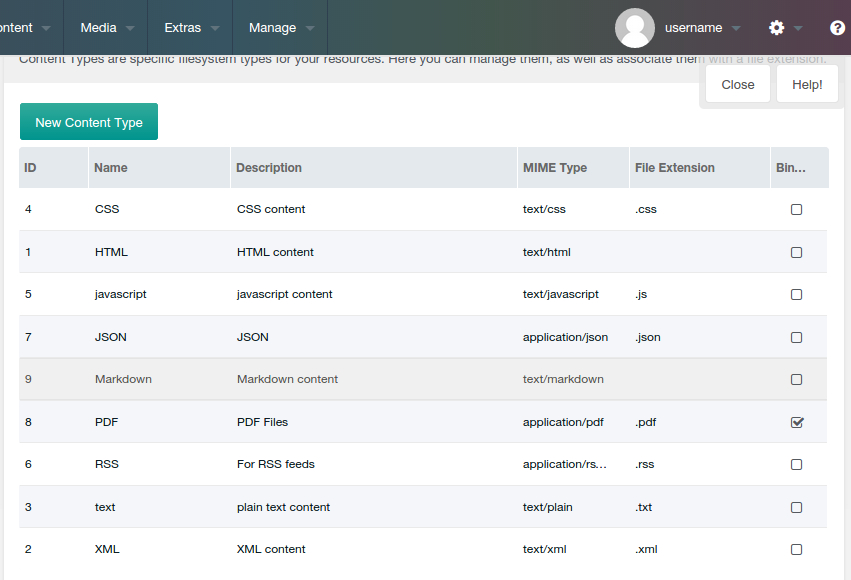 ontent Media Extras Manage username
Content Types are specific filesystem types for your resources. Here you can manage them, as well as associate them with a file extension.
Close Help!
New Content Type
ID Name Description MIME Type File Extension Bin...
4 CSS CSS content text/css .css
1 HTML HTML content text/html
5 javascript javascript content text/javascript .js
7 JSON JSON application/json .json
9 Markdown Markdown content text/markdown
8 PDF PDF Files application/pdf .pdf
6 RSS For RSS feeds application/rs... .rss
3 text plain text content text/plain .txt
2 XML XML content text/xml .xml